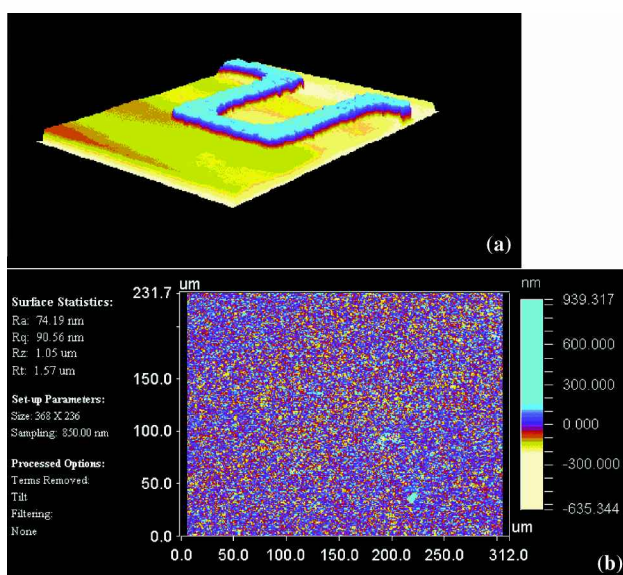 (a)
um
231.7
150.0
100.0
50.0
0.0
0.0 50.0 100.0 150.0 200.0 250.0 312.0
um
Surface Statistics:
Ra: 74.19 nm
Rq: 90.56 nm
Rz: 1.05 um
Rt: 1.57 um
Set-up Parameters:
Size: 368 X 236
Sampling: 850.00 nm
Processed Options:
Terms Removed:
Tilt
Filtering:
None
nm
939.317
600.000
300.000
0.000
-300.000
-635.344
(b)